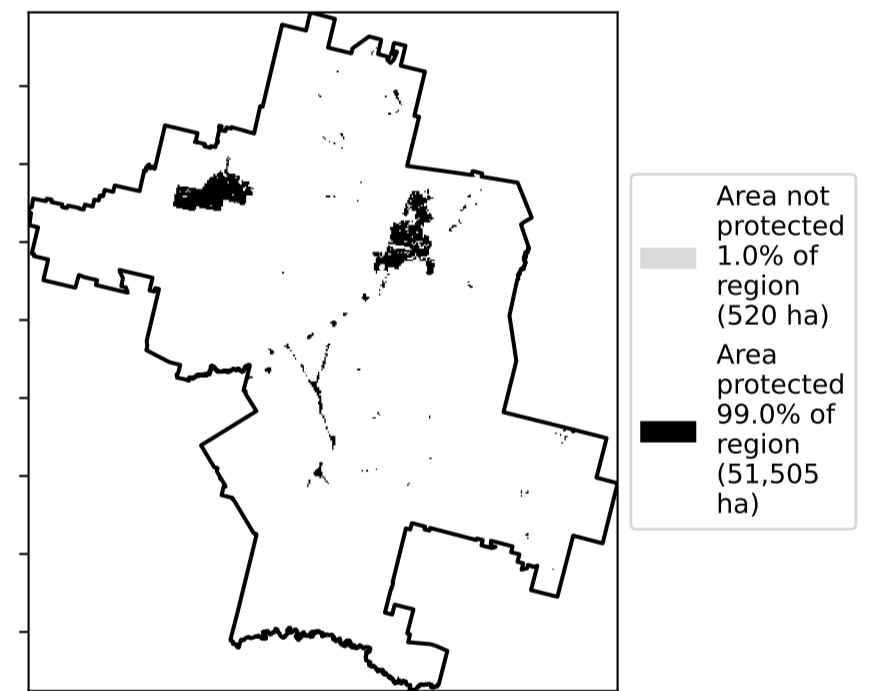 Area not
protected
1.0% of
region
(520 ha)
Area
protected
99.0% of
region
(51,505
ha)